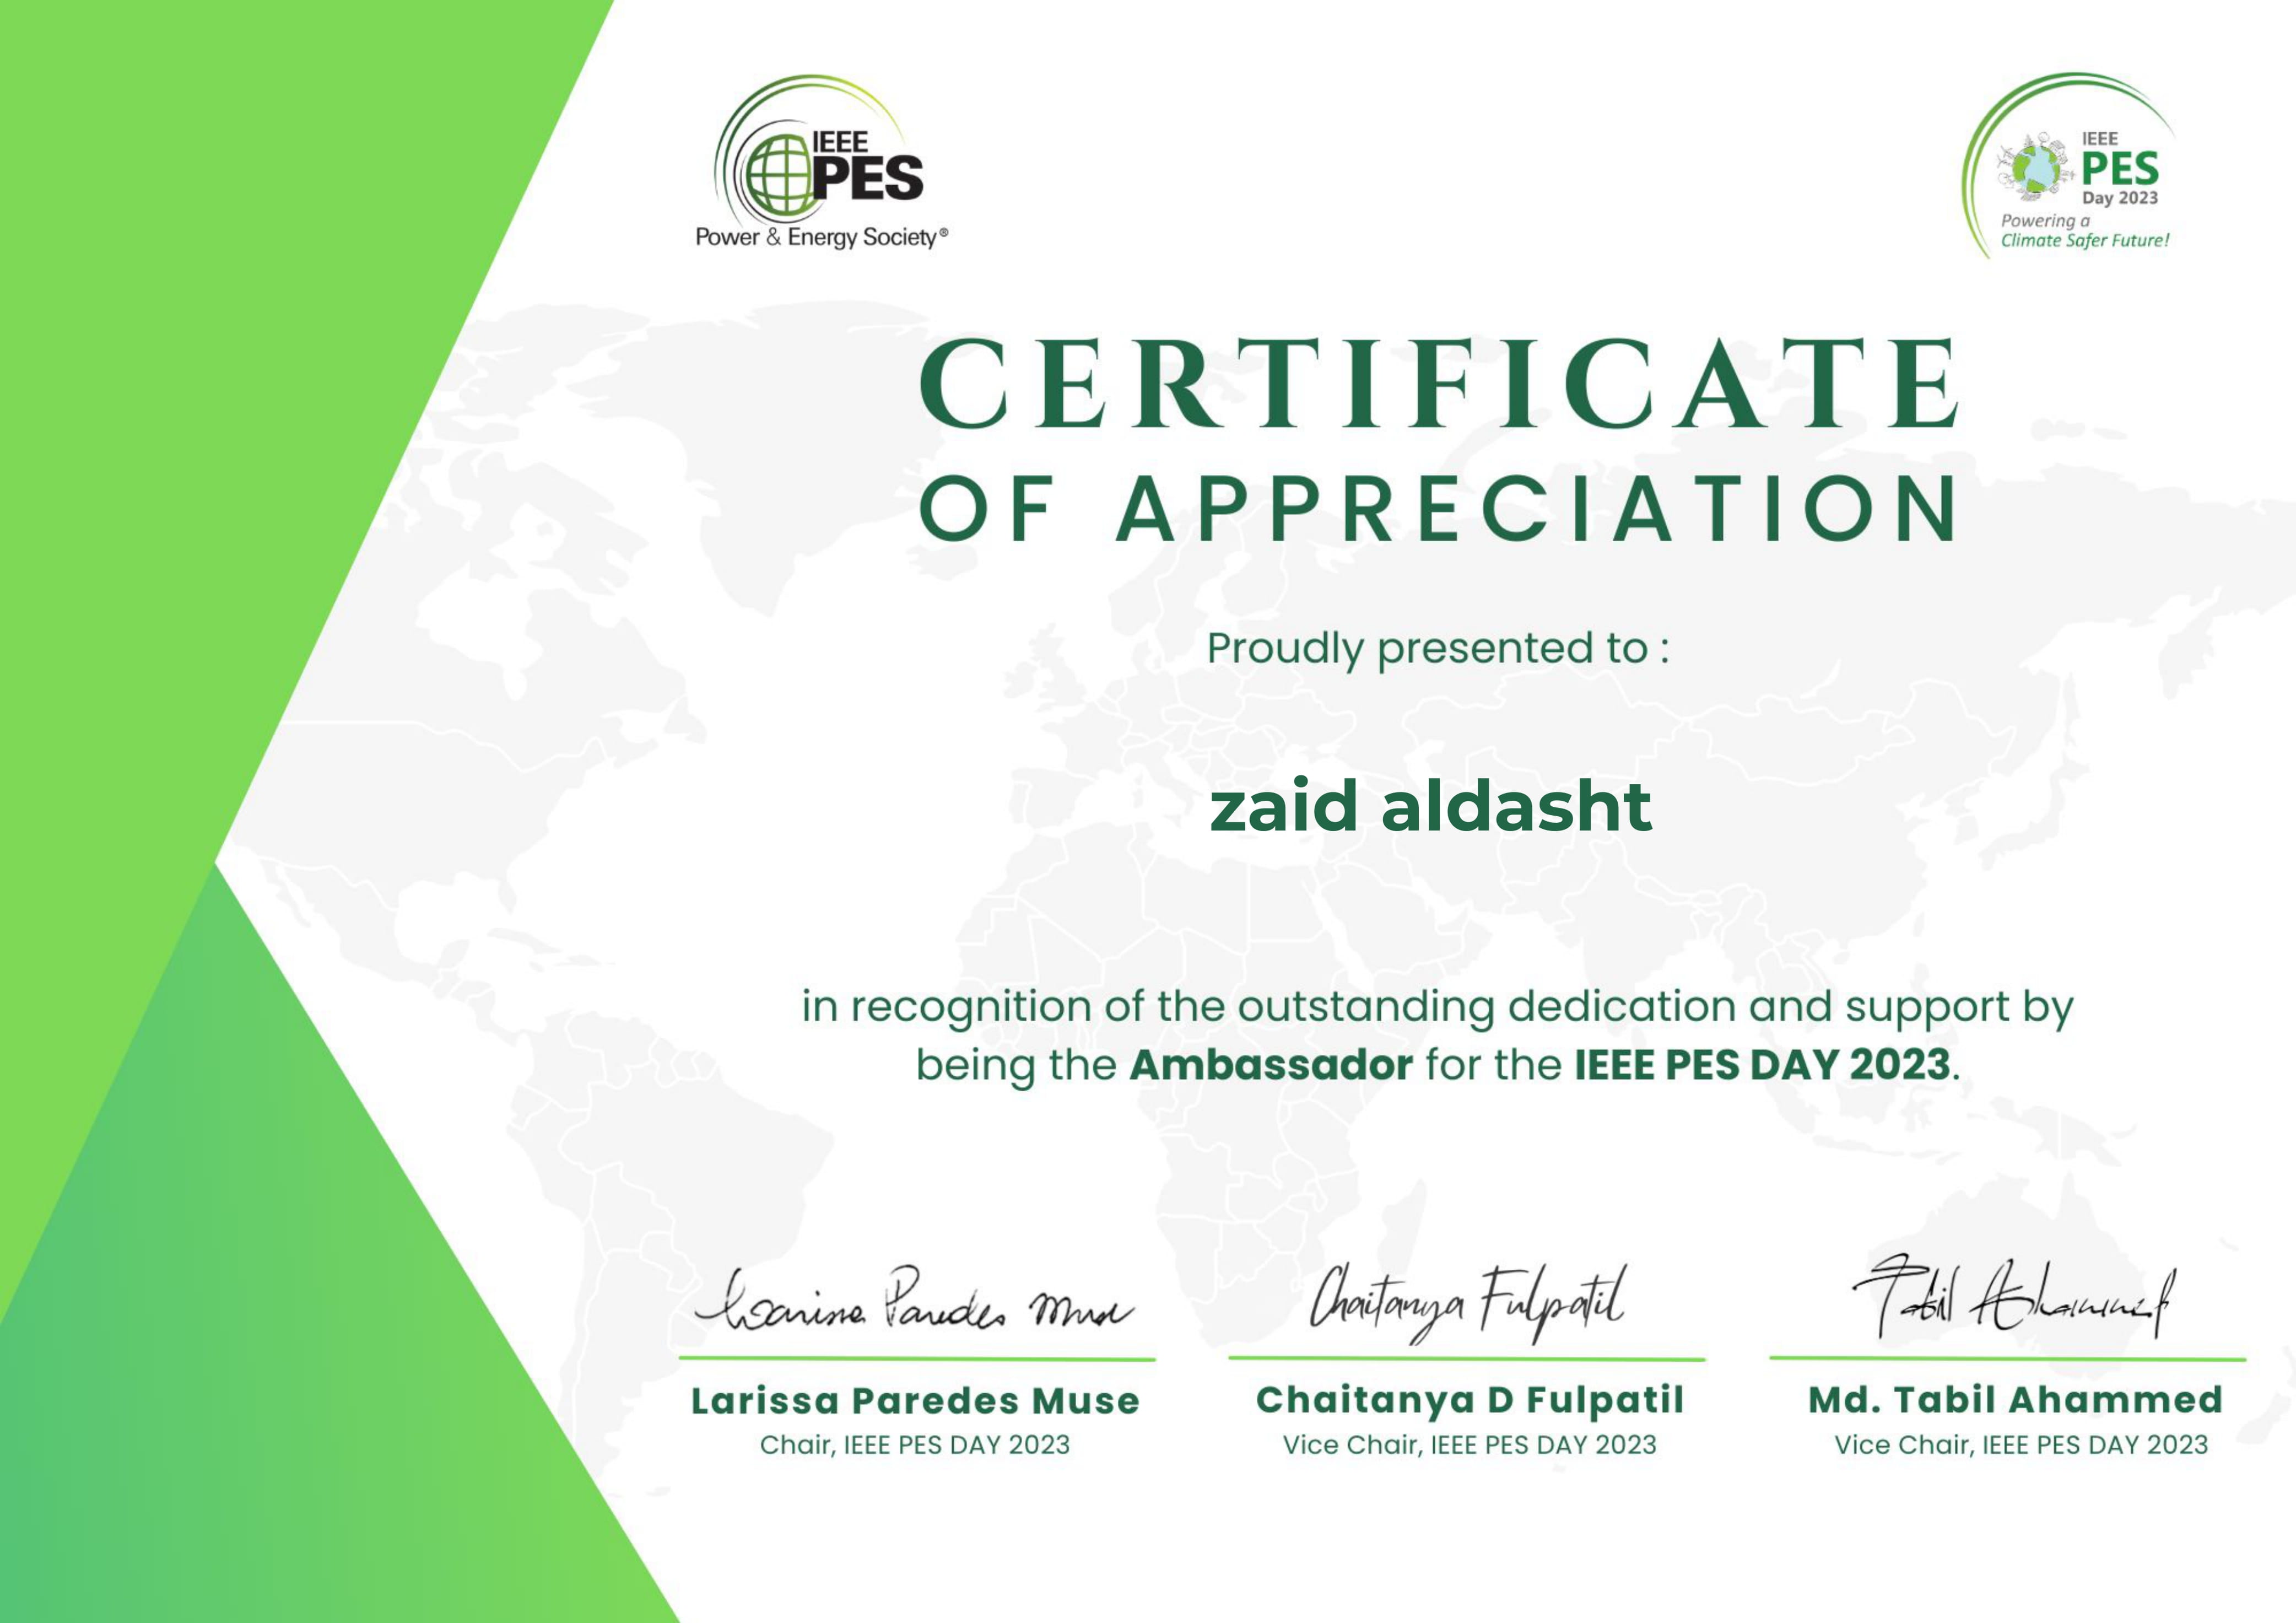 IEEE
PES
Power & Energy Society®
IEEE
PES
Day 2023
Powering a
Climate Safer Future!
CERTIFICATE
OF APPRECIATION
Proudly presented to :
zaid aldasht
in recognition of the outstanding dedication and support by
being the Ambassador for the IEEE PES DAY 2023.
Larissa Paredes Muse
Chaitanya Fulpatil
Tabil Ahammed
Larissa Paredes Muse
Chaitanya D Fulpatil
Md. Tabil Ahammed
Chair, IEEE PES DAY 2023
Vice Chair, IEEE PES DAY 2023
Vice Chair, IEEE PES DAY 2023